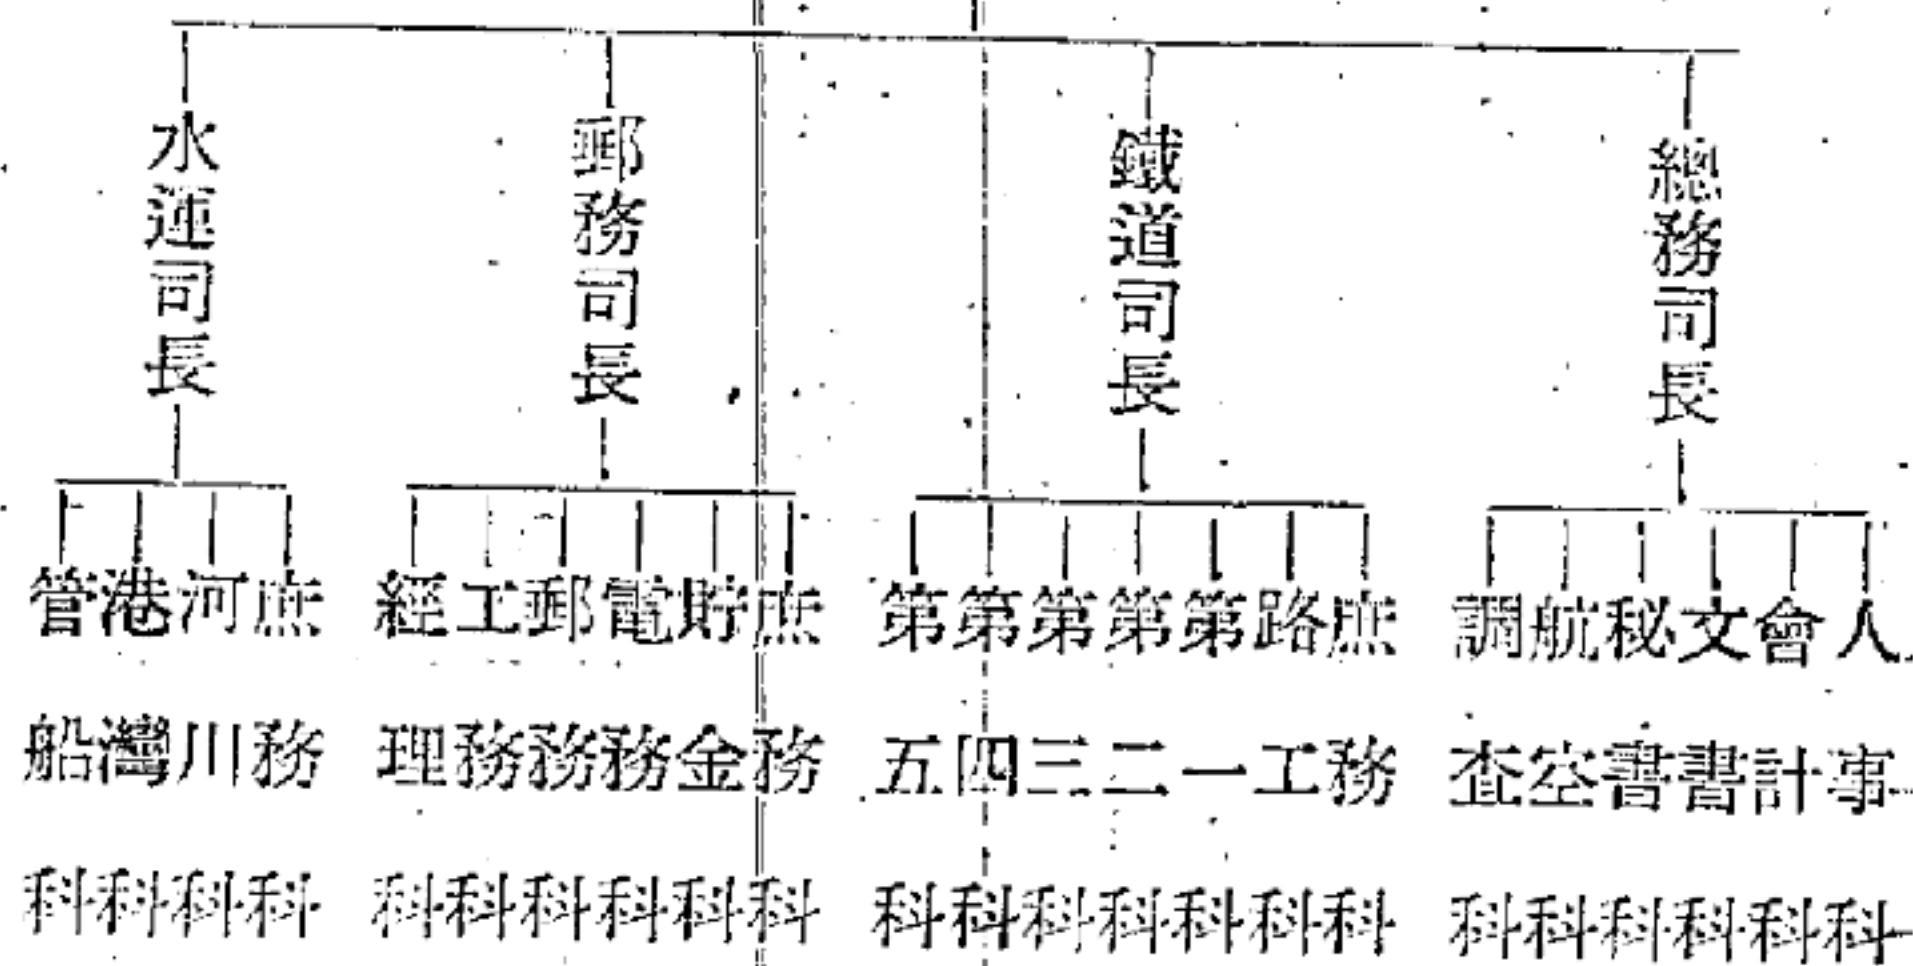 總務司長
人事科
會計科
文書科
秘書科
航空科
調查科
鐵道司長
庶務科
路工科
第一科
第二科
第三科
第四科
第五科
郵務司長
庶務科
貯金科
電務科
郵務科
工務科
經理科
水運司長
庶務科
河川科
港灣科
管船科